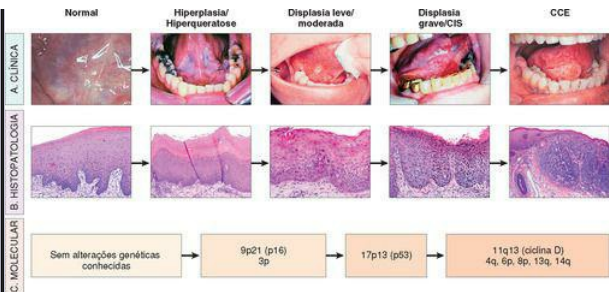 Normal
Hiperplasia/
Hiperqueratose
Displasia leve/
moderada
Displasia
grave/CIS
CCE
A. CLÍNICA
B. HISTOPATOLOGIA
C. MOLECULAR
Sem alterações genéticas
conhecidas
9p21 (p16)
3p
17p13 (p53)
11q13 (ciclina D)
4q, 6p, 8p, 13q, 14q